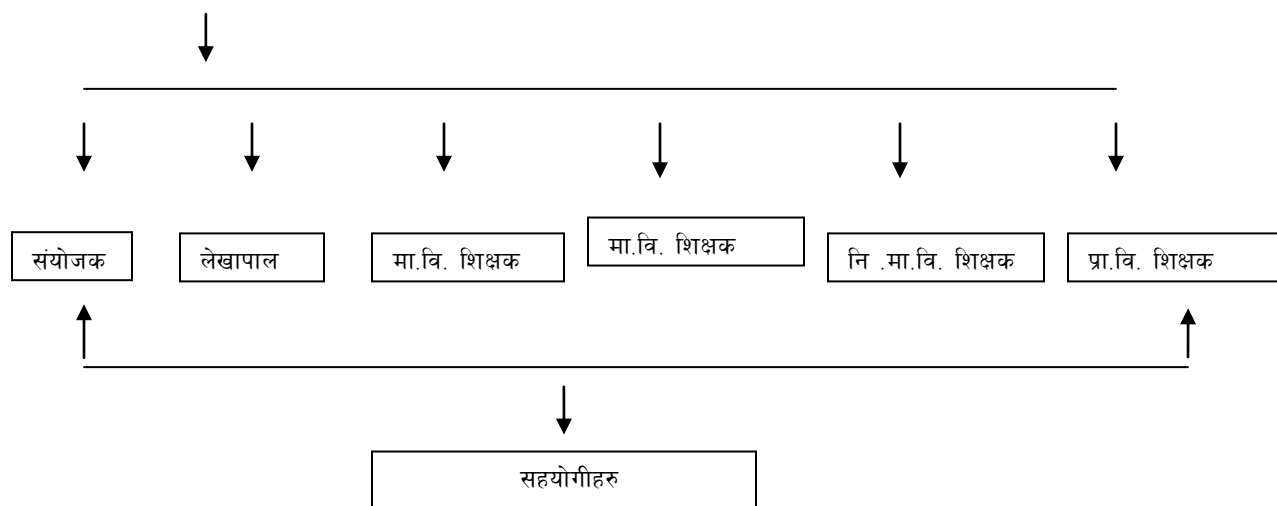 संयोजक
लेखापाल
मा.वि. शिक्षक
मा.वि. शिक्षक
नि .मा.वि. शिक्षक
प्रा.वि. शिक्षक
सहयोगीहरु